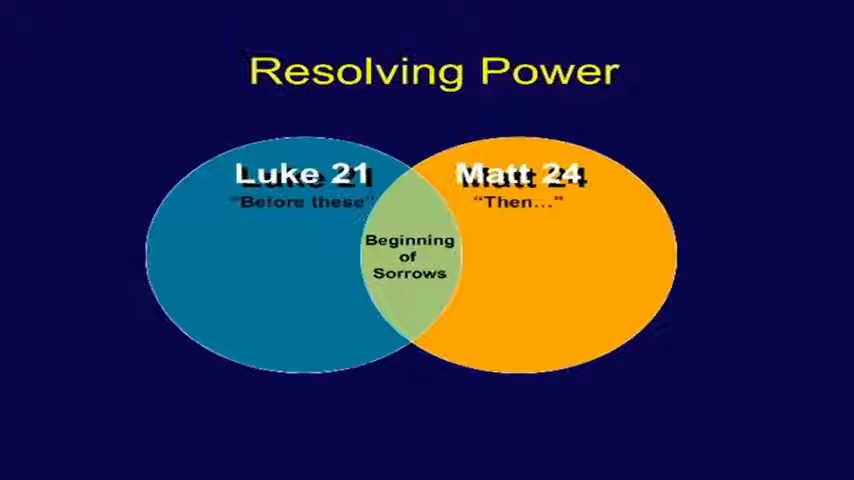 Resolving Power
Luke 21
"Before these"
Matt 24
"Then..."
Beginning
of
Sorrows